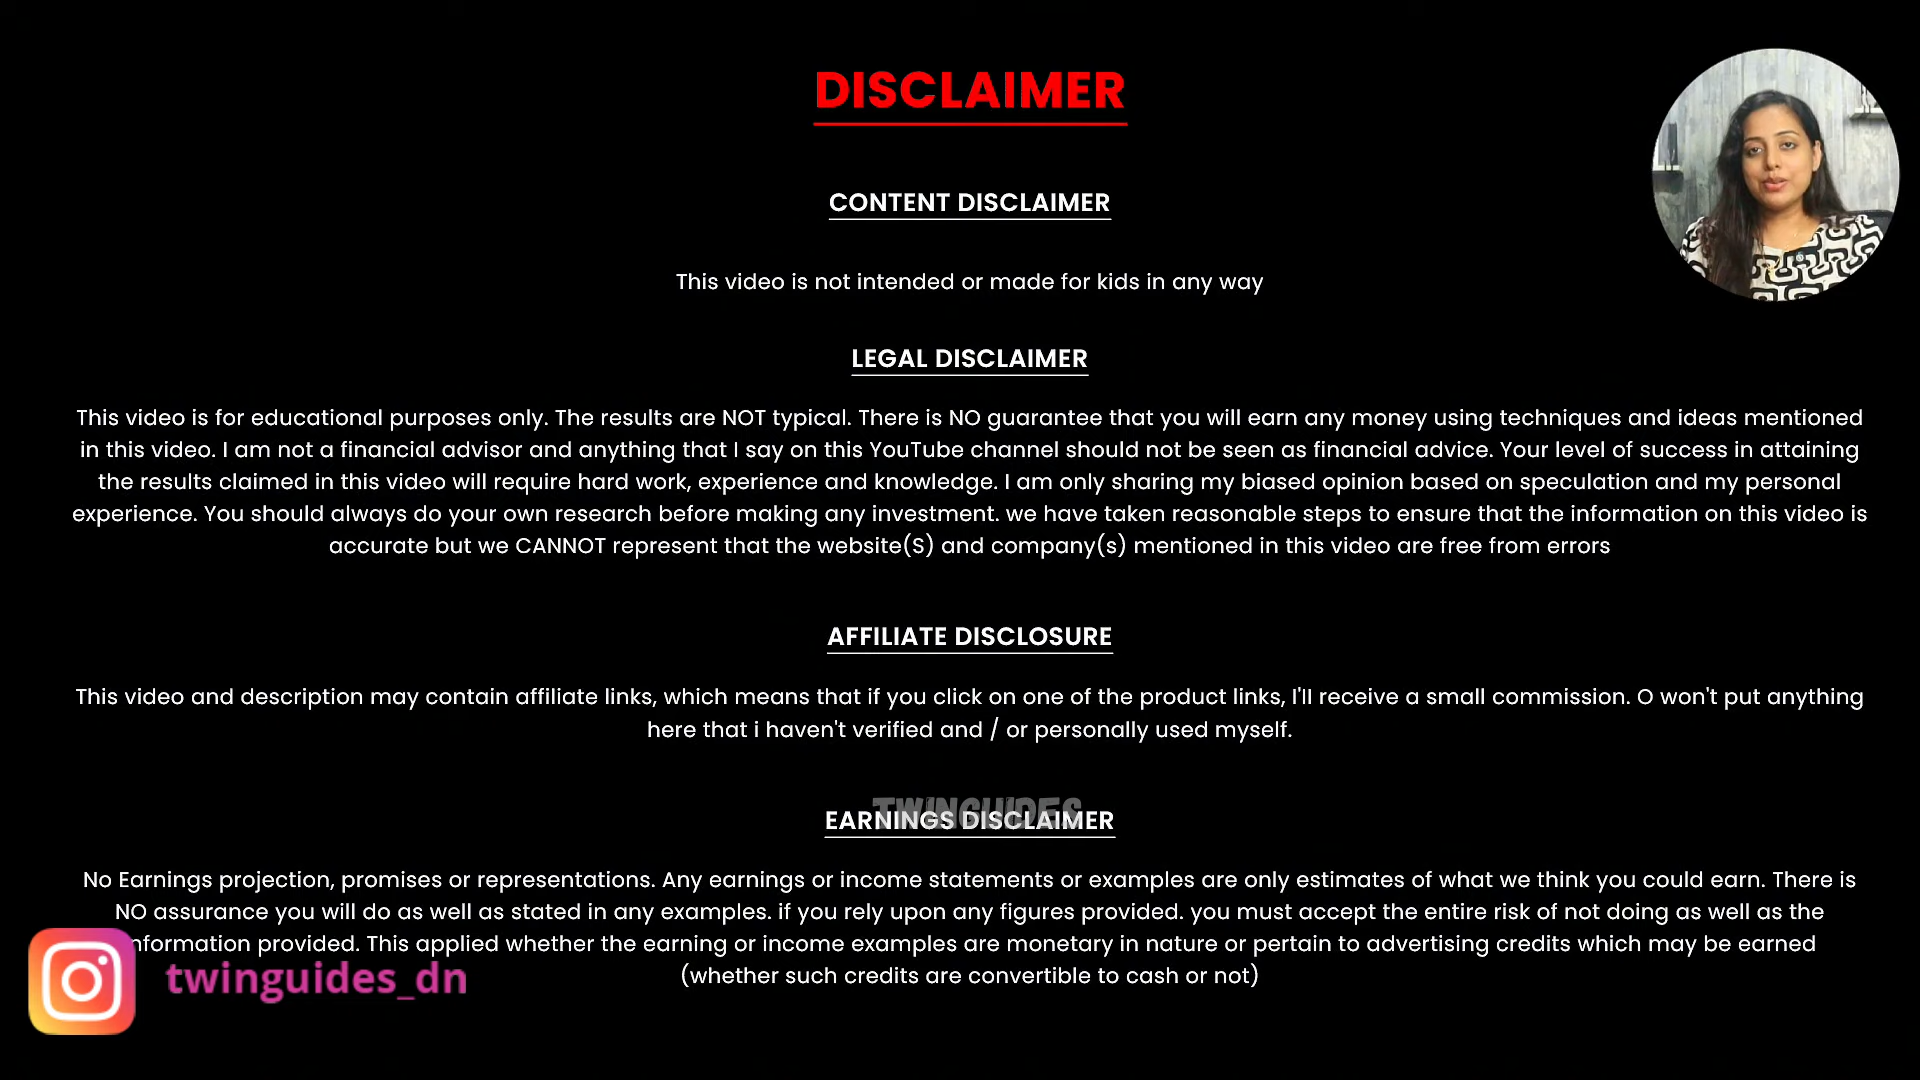 DISCLAIMER
CONTENT DISCLAIMER
This video is not intended or made for kids in any way
LEGAL DISCLAIMER
This video is for educational purposes only. The results are NOT typical. There is NO guarantee that you will earn any money using techniques and ideas mentioned
in this video. I am not a financial advisor and anything that I say on this YouTube channel should not be seen as financial advice. Your level of success in attaining
the results claimed in this video will require hard work, experience and knowledge. I am only sharing my biased opinion based on speculation and my personal
experience. You should always do your own research before making any investment. we have taken reasonable steps to ensure that the information on this video is
accurate but we CANNOT represent that the website(S) and company(s) mentioned in this video are free from errors
AFFILIATE DISCLOSURE
This video and description may contain affiliate links, which means that if you click on one of the product links, I'll receive a small commission. O won't put anything
here that i haven't verified and / or personally used myself.
TWINGUIDES
EARNINGS DISCLAIMER
No Earnings projection, promises or representations. Any earnings or income statements or examples are only estimates of what we think you could earn. There is
NO assurance you will do as well as stated in any examples. if you rely upon any figures provided. you must accept the entire risk of not doing as well as the
nformation provided. This applied whether the earning or income examples are monetary in nature or pertain to advertising credits which may be earned
(whether such credits are convertible to cash or not)
twinguides_dn